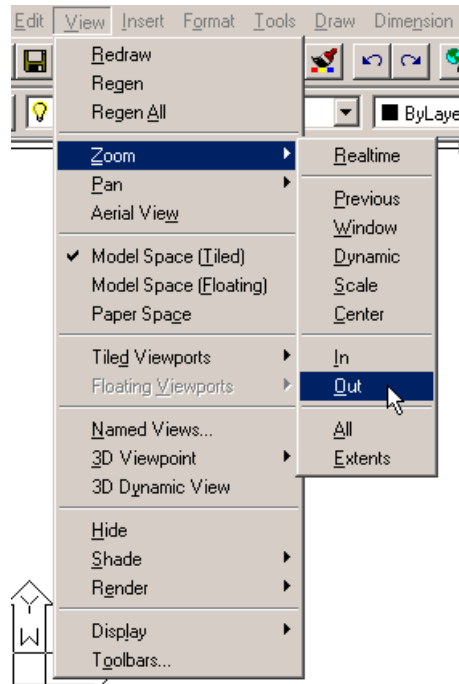 Edit View Insert Format Tools Draw Dimension
ByLaye
Redraw
Regen
Regen All
Zoom
Pan
Aerial View
Model Space (Tiled)
Model Space (Floating)
Paper Space
Tiled Viewports
Floating Viewports
Named Views...
3D Viewpoint
3D Dynamic View
Hide
Shade
Render
Display
Toolbars...
Realtime
Previous
Window
Dynamic
Scale
Center
In
Out
All
Extents
Y
W